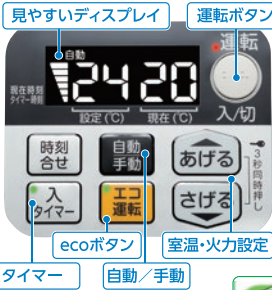 見やすいディスプレイ
運転ボタン
自動
運転
現在時刻
タイマー時刻
24 20
設定(℃)
現在(℃)
入/切
時刻
合せ
自動
手動
あげる
さげる
3秒同時押し
入
タイマー
エコ
運転
ecoボタン
室温・火力設定
タイマー
自動／手動